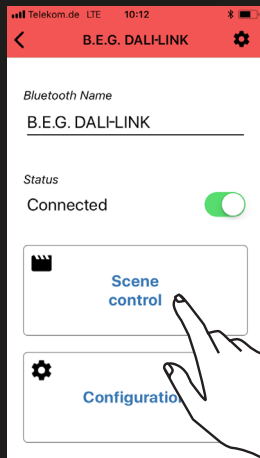 Telekom.de LTE 10:12
B.E.G. DALI-LINK
Bluetooth Name
B.E.G. DALI-LINK
Status
Connected
Scene
control
Configuratio